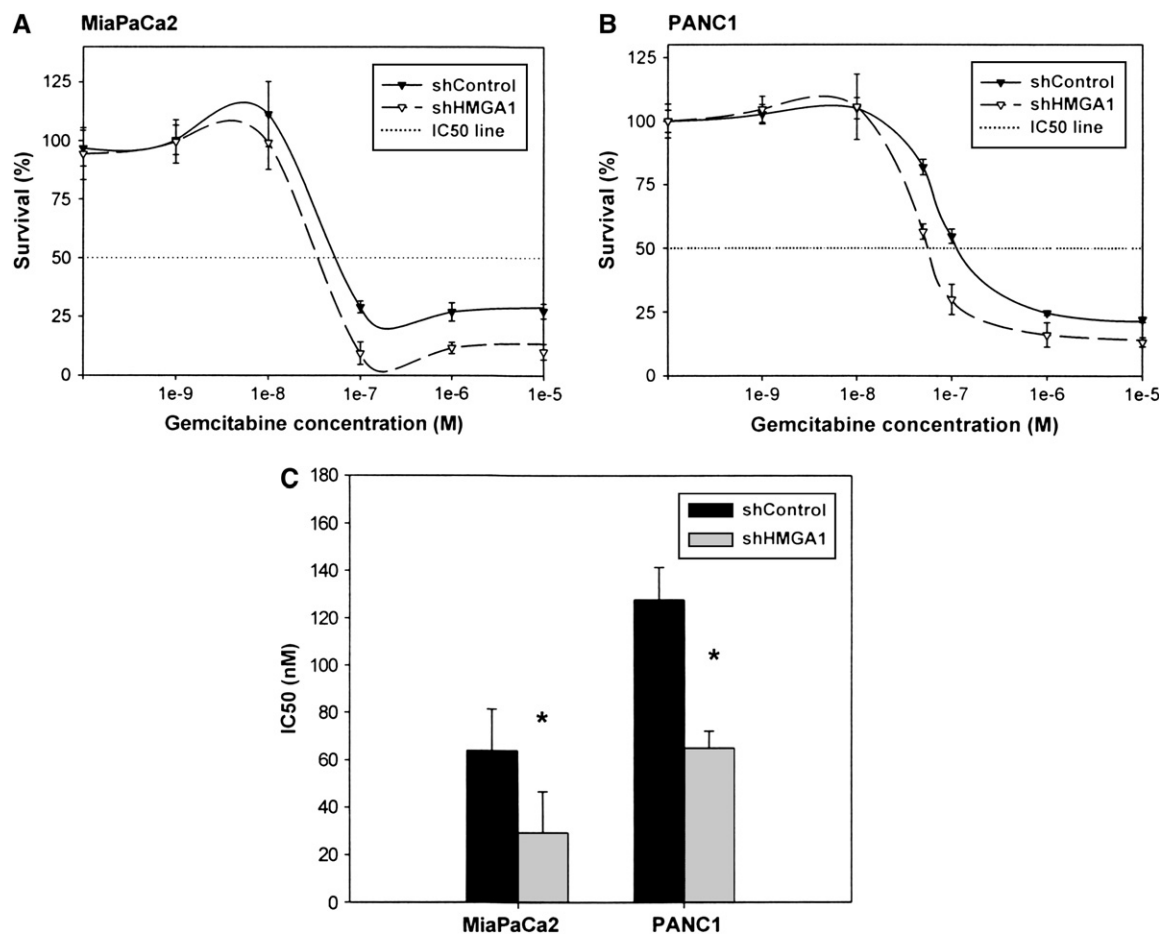 A MiaPaCa2
shControl
shHMGA1
IC50 line
Survival (%)
125
100
75
50
25
0
1e-9 1e-8 1e-7 1e-6 1e-5
Gemcitabine concentration (M)
B PANC1
shControl
shHMGA1
IC50 line
Survival (%)
125
100
75
50
25
0
1e-9 1e-8 1e-7 1e-6 1e-5
Gemcitabine concentration (M)
C
shControl
shHMGA1
IC50 (nM)
180
160
140
120
100
80
60
40
20
0
*
*
MiaPaCa2 PANC1